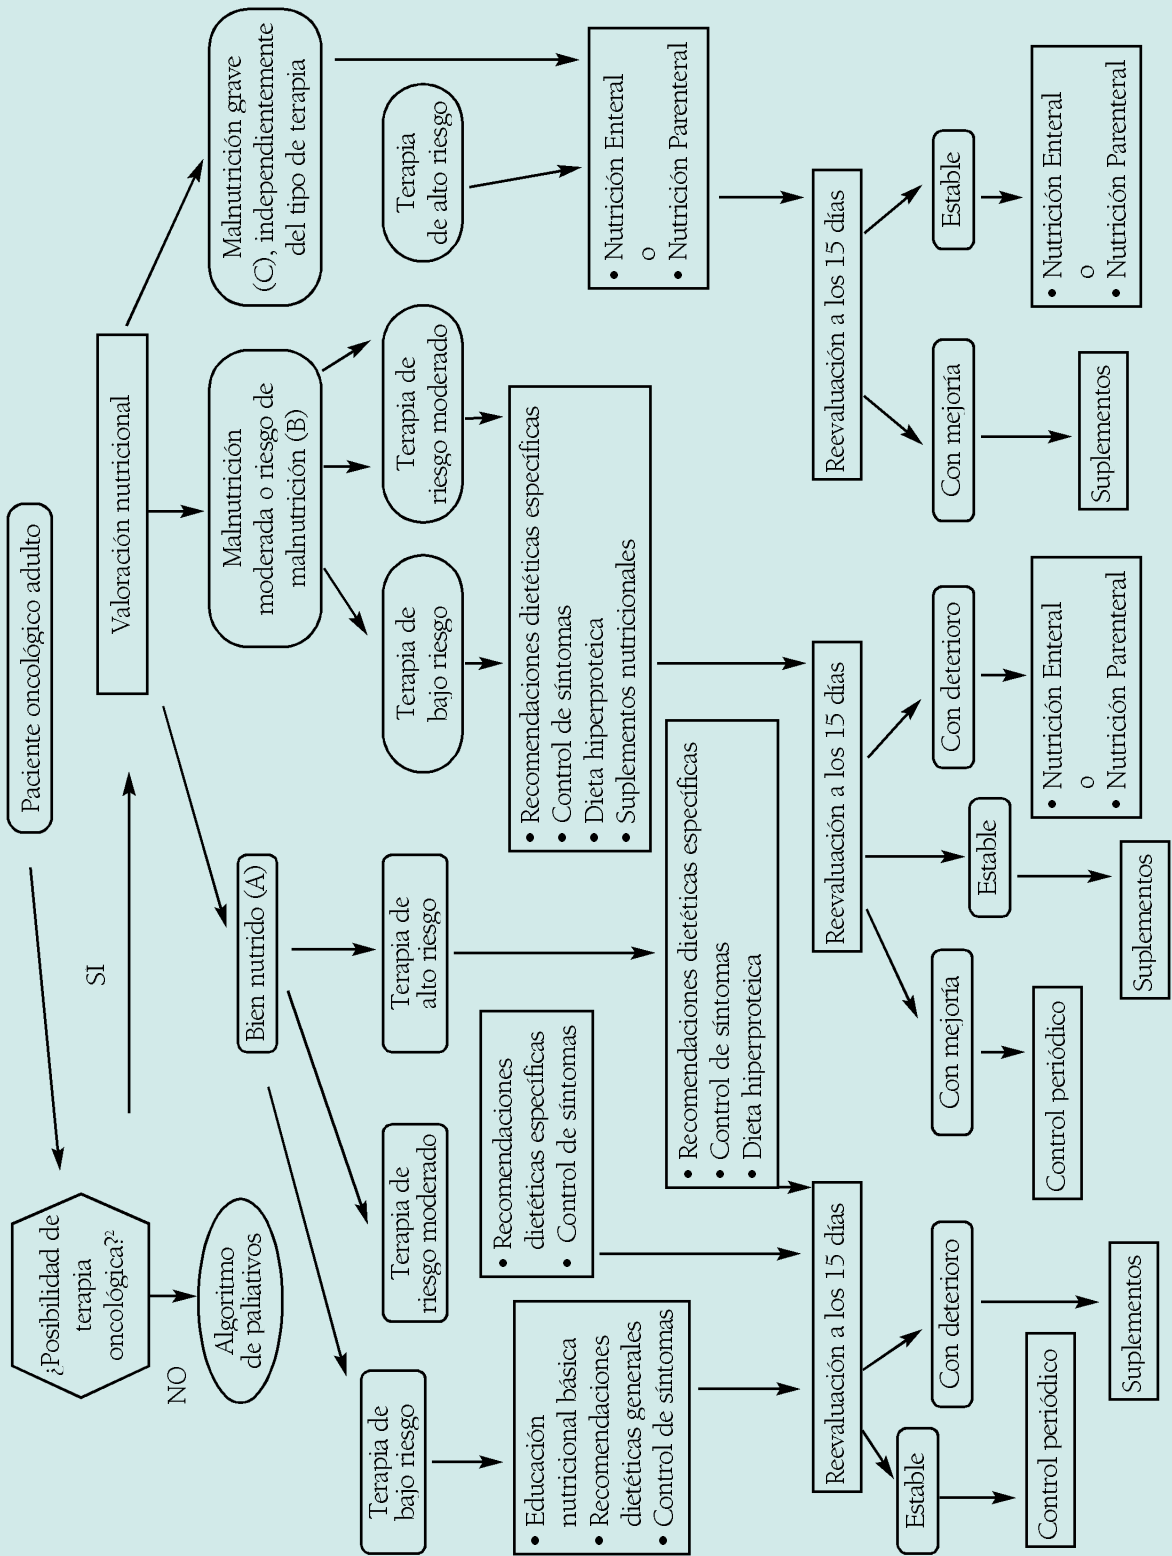 Paciente oncológico adulto
¿Posibilidad de
terapia
oncológica?²
SI
NO
Algoritmo
de paliativos
Valoración nutricional
Bien nutrido (A)
Malnutrición
moderada o riesgo de
malnutrición (B)
Malnutrición grave
(C), independientemente
del tipo de terapia
Terapia de
bajo riesgo
Terapia de
riesgo moderado
Terapia de
alto riesgo
Terapia de
bajo riesgo
Terapia de
riesgo moderado
Terapia
de alto riesgo
• Educación
nutricional básica
• Recomendaciones
dietéticas generales
• Control de síntomas
• Recomendaciones
dietéticas específicas
• Control de síntomas
• Recomendaciones dietéticas específicas
• Control de síntomas
• Dieta hiperproteica
• Recomendaciones dietéticas específicas
• Control de síntomas
• Dieta hiperproteica
• Suplementos nutricionales
• Nutrición Enteral
o
• Nutrición Parenteral
Reevaluación a los 15 días
Reevaluación a los 15 días
Reevaluación a los 15 días
Estable
Con deterioro
Con mejoría
Estable
Con deterioro
Con mejoría
Estable
Control periódico
Suplementos
Control periódico
Suplementos
• Nutrición Enteral
o
• Nutrición Parenteral
Suplementos
• Nutrición Enteral
o
• Nutrición Parenteral